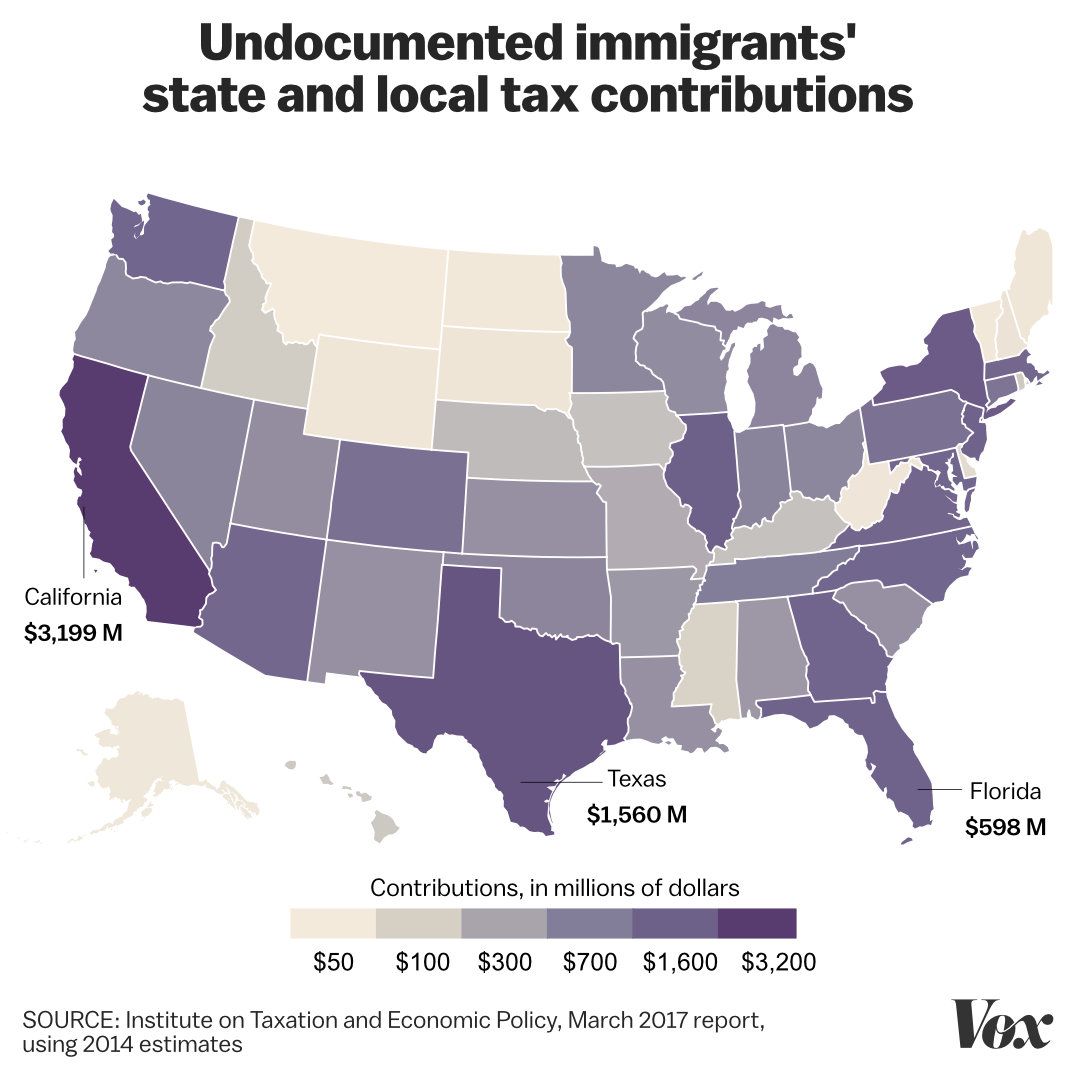 Undocumented immigrants'
state and local tax contributions
California
$3,199 M
Texas
$1,560 M
Florida
$598 M
Contributions, in millions of dollars
$50 $100 $300 $700 $1,600 $3,200
SOURCE: Institute on Taxation and Economic Policy, March 2017 report,
using 2014 estimates
Vox